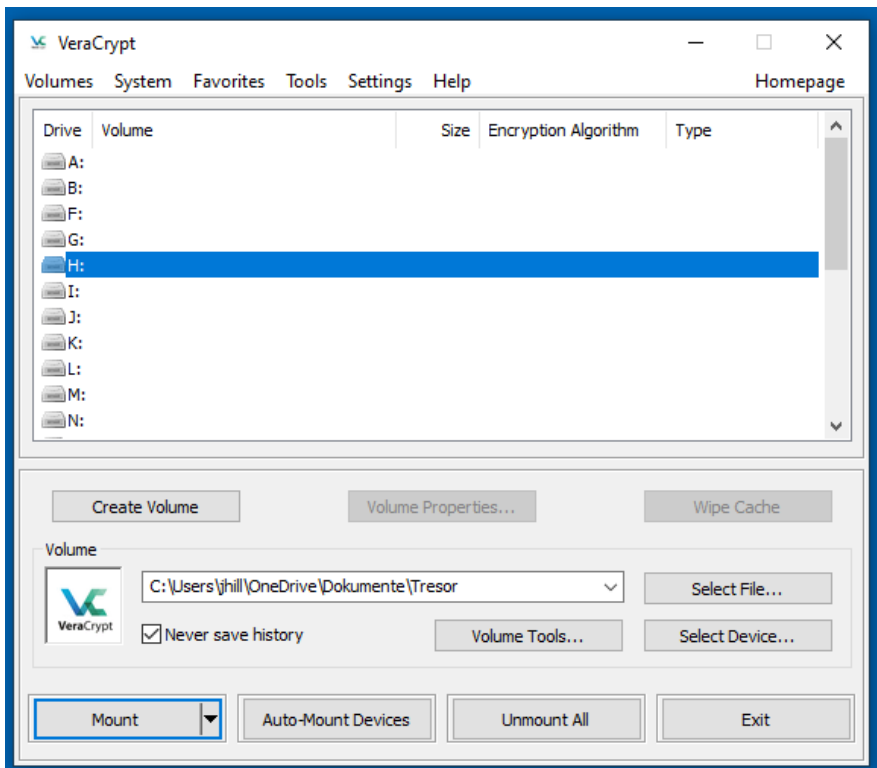 VeraCrypt
Volumes System Favorites Tools Settings Help Homepage
Drive Volume Size Encryption Algorithm Type
A:
B:
F:
G:
H:
I:
J:
K:
L:
M:
N:
Create Volume Volume Properties... Wipe Cache
Volume
VeraCrypt
C:\Users\jhill\OneDrive\Dokumente\Tresor Select File...
Never save history Volume Tools... Select Device...
Mount Auto-Mount Devices Unmount All Exit